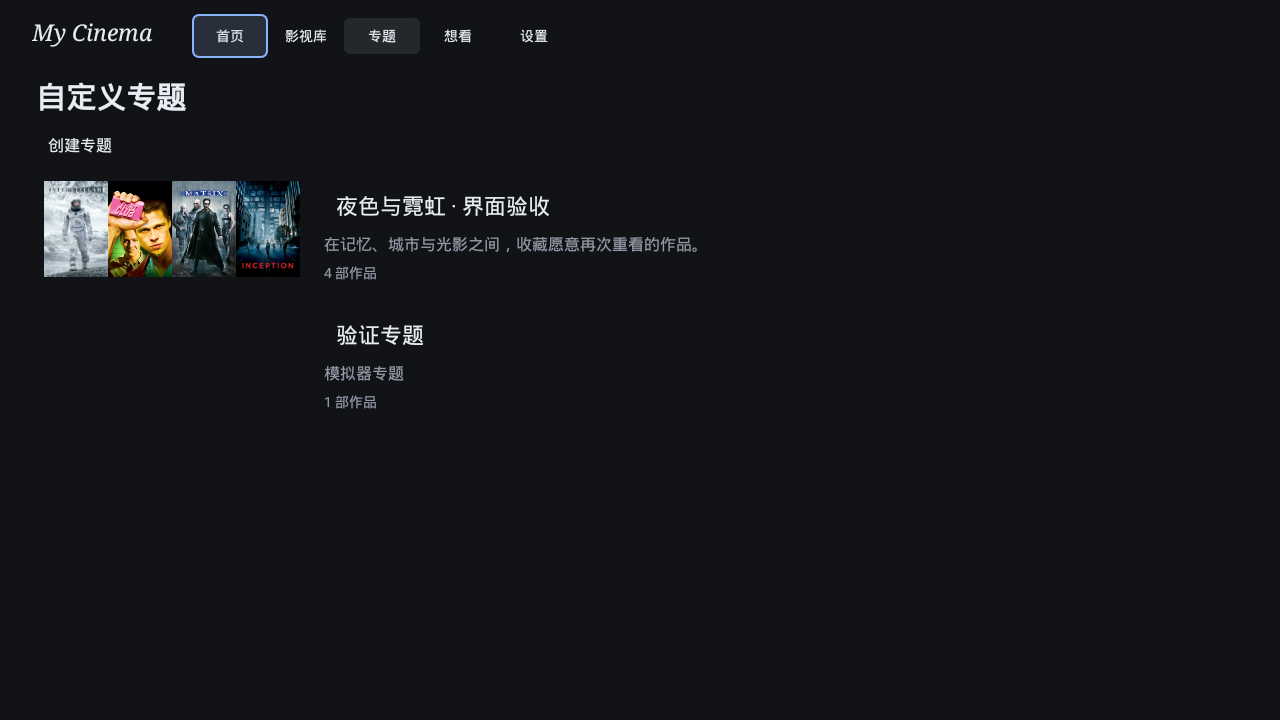 My Cinema 首页 影视库 专题 想看 设置
自定义专题
创建专题
MATRIX
INCEPTION
夜色与霓虹 · 界面验收
在记忆、城市与光影之间，收藏愿意再次重看的作品。
4 部作品
验证专题
模拟器专题
1 部作品